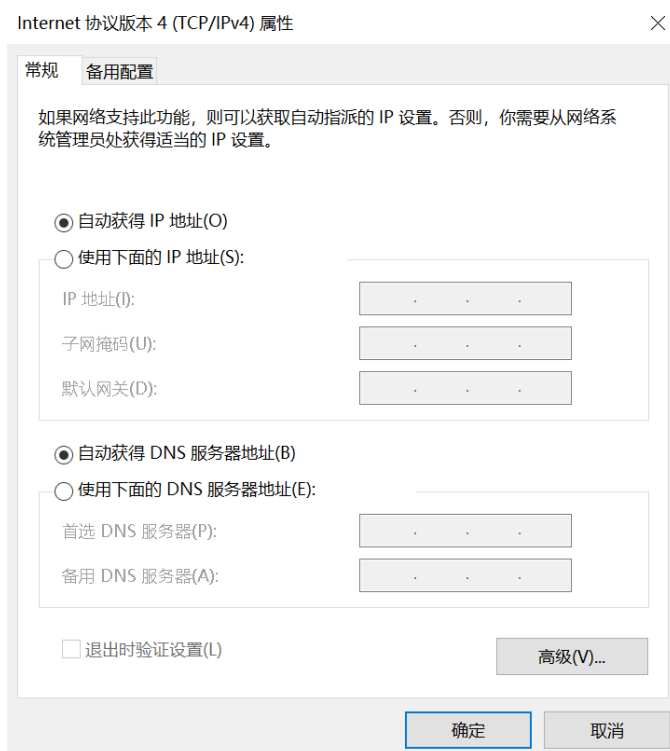 Internet 协议版本 4 (TCP/IPv4) 属性
常规
备用配置
如果网络支持此功能，则可以获取自动指派的 IP 设置。否则，你需要从网络系
统管理员处获得适当的 IP 设置。
自动获得 IP 地址(O)
使用下面的 IP 地址(S):
IP 地址(I):
子网掩码(U):
默认网关(D):
自动获得 DNS 服务器地址(B)
使用下面的 DNS 服务器地址(E):
首选 DNS 服务器(P):
备用 DNS 服务器(A):
退出时验证设置(L)
高级(V)...
确定
取消